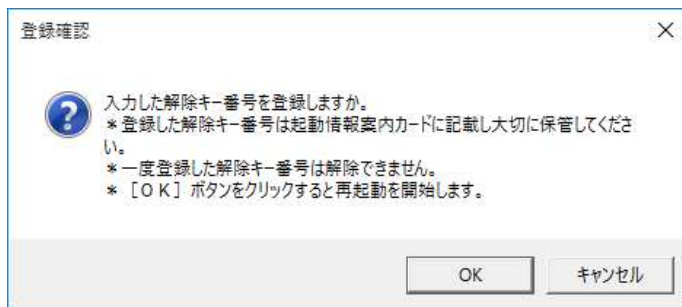 登録確認
入力した解除キー番号を登録しますか。
＊登録した解除キー番号は起動情報案内カードに記載し大切に保管してくださ
い。
＊一度登録した解除キー番号は解除できません。
＊［ＯＫ］ボタンをクリックすると再起動を開始します。
OK
キャンセル